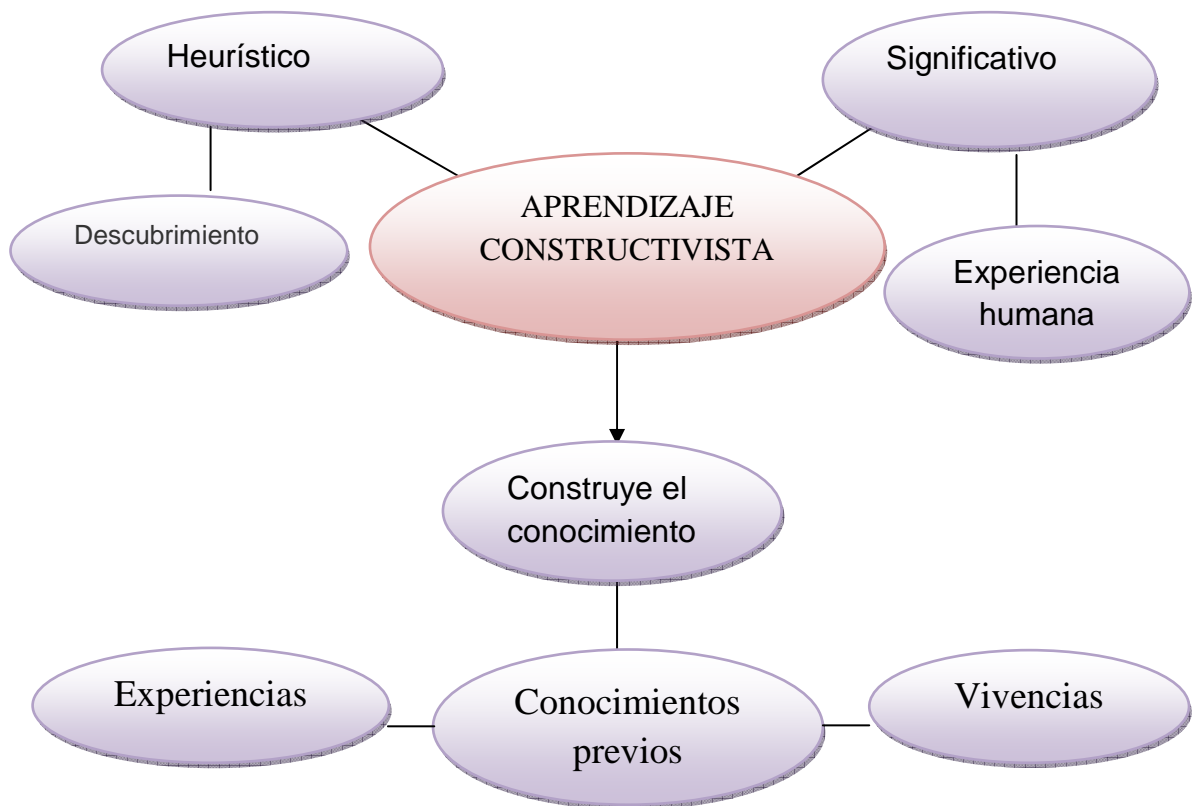 Heurístico
Significativo
APRENDIZAJE
CONSTRUCTIVISTA
Descubrimiento
Experiencia
humana
Construye el
conocimiento
Experiencias
Conocimientos
previos
Vivencias